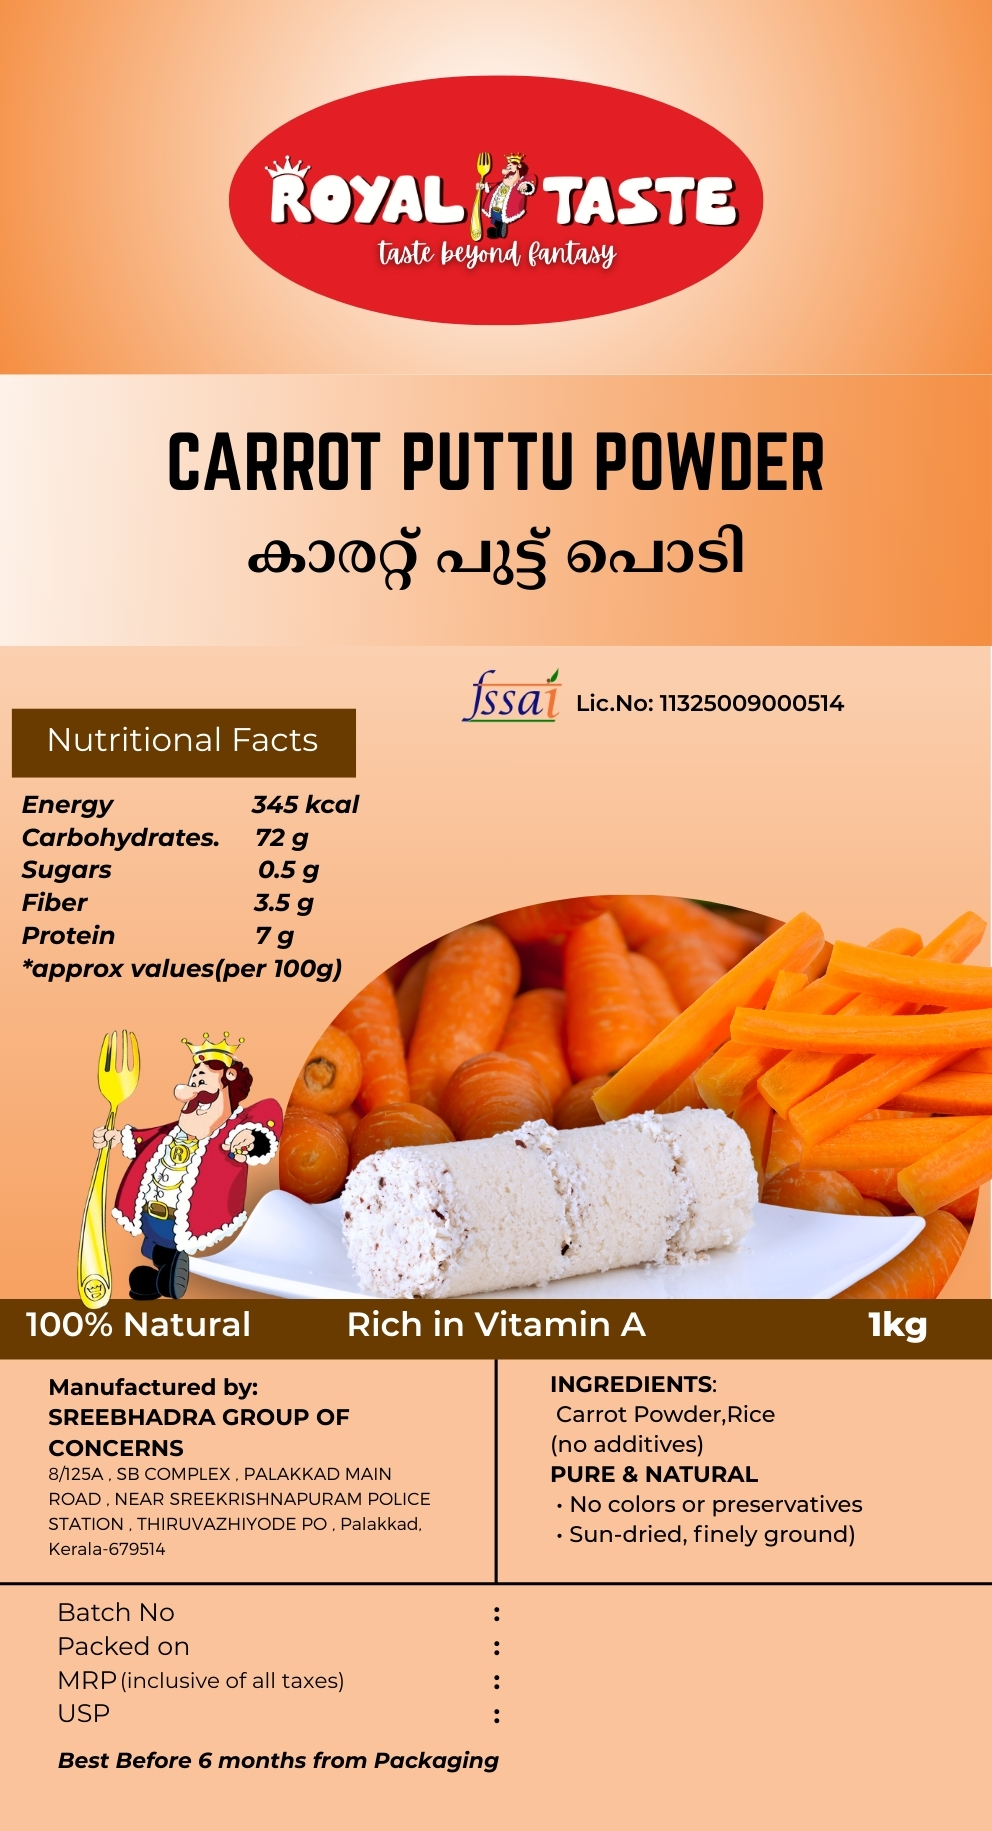 ROYAL TASTE
taste beyond fantasy
CARROT PUTTU POWDER
കാരറ്റ് പുട്ട് പൊടി
fssai Lic.No: 11325009000514
Nutritional Facts
Energy 345 kcal
Carbohydrates. 72 g
Sugars 0.5 g
Fiber 3.5 g
Protein 7 g
*approx values(per 100g)
R
100% Natural Rich in Vitamin A 1kg
Manufactured by:
SREEBHADRA GROUP OF
CONCERNS
8/125A , SB COMPLEX , PALAKKAD MAIN
ROAD , NEAR SREEKRISHNAPURAM POLICE
STATION , THIRUVAZHIYODE PO , Palakkad,
Kerala-679514
INGREDIENTS:
Carrot Powder,Rice
(no additives)
PURE & NATURAL
• No colors or preservatives
• Sun-dried, finely ground)
Batch No :
Packed on :
MRP(inclusive of all taxes) :
USP :
Best Before 6 months from Packaging